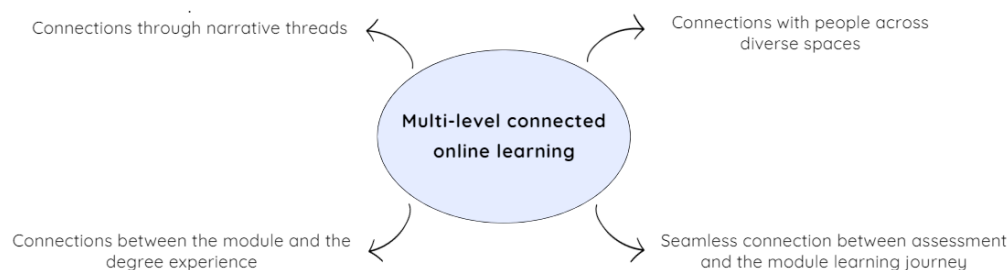 Connections through narrative threads
Connections with people across
diverse spaces
Multi-level connected
online learning
Connections between the module and the
degree experience
Seamless connection between assessment
and the module learning journey